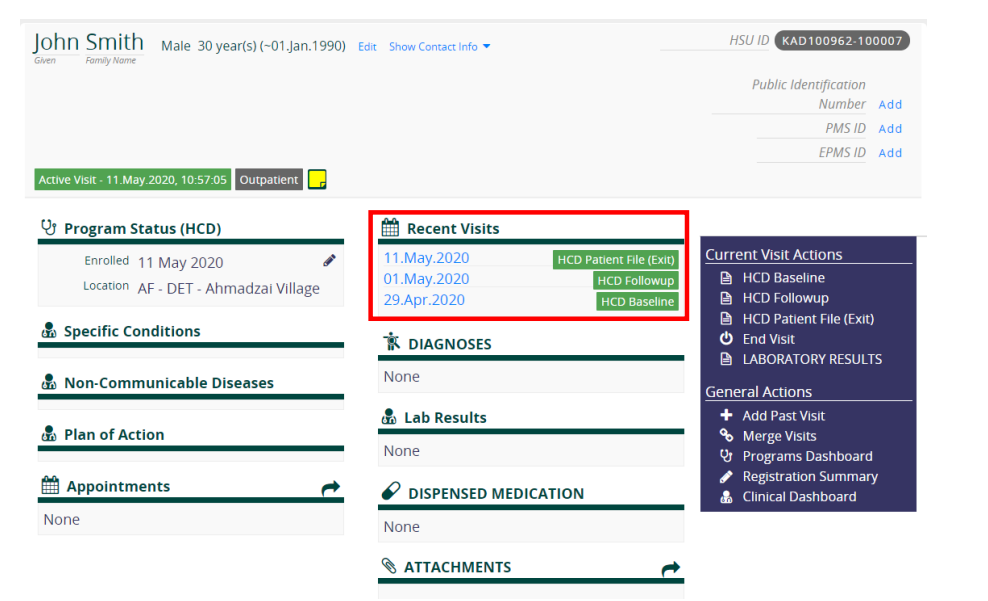 John Smith Male 30 year(s) (~01.Jan.1990) Edit Show Contact Info
Given Family Name
HSU ID KAD100962-100007
Public Identification
Number Add
PMS ID Add
EPMS ID Add
Active Visit - 11.May.2020, 10:57:05 Outpatient
Program Status (HCD)
Enrolled 11 May 2020
Location AF - DET - Ahmadzai Village
Specific Conditions
Non-Communicable Diseases
Plan of Action
Appointments
None
Recent Visits
11.May.2020 HCD Patient File (Exit)
01.May.2020 HCD Followup
29.Apr.2020 HCD Baseline
DIAGNOSES
None
Lab Results
None
DISPENSED MEDICATION
None
ATTACHMENTS
Current Visit Actions
HCD Baseline
HCD Followup
HCD Patient File (Exit)
End Visit
LABORATORY RESULTS
General Actions
Add Past Visit
Merge Visits
Programs Dashboard
Registration Summary
Clinical Dashboard